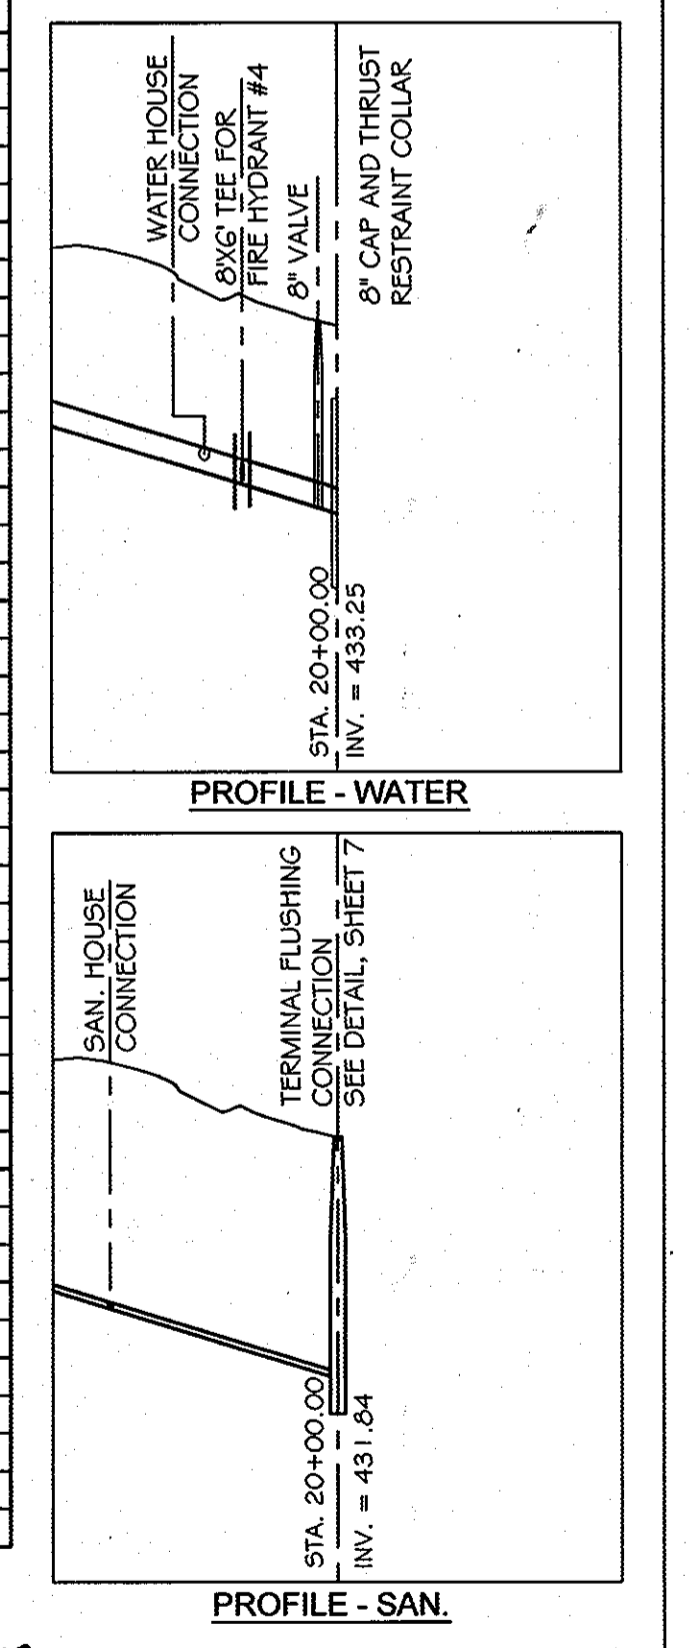 WATER HOUSE
CONNECTION
8'X6' TEE FOR
FIRE HYDRANT #4
8" VALVE
8" CAP AND THRUST
RESTRAINT COLLAR
STA. 20+00.00
INV. = 433.25
PROFILE - WATER
SAN. HOUSE
CONNECTION
TERMINAL FLUSHING
CONNECTION
SEE DETAIL, SHEET 7
STA. 20+00.00
INV. = 431.84
PROFILE - SAN.